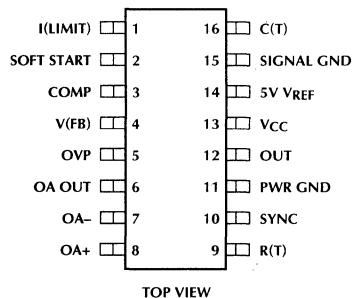 I(LIMIT) 1 16 C(T)
SOFT START 2 15 SIGNAL GND
COMP 3 14 5V VREF
V(FB) 4 13 VCC
OVP 5 12 OUT
OA OUT 6 11 PWR GND
OA– 7 10 SYNC
OA+ 8 9 R(T)
TOP VIEW